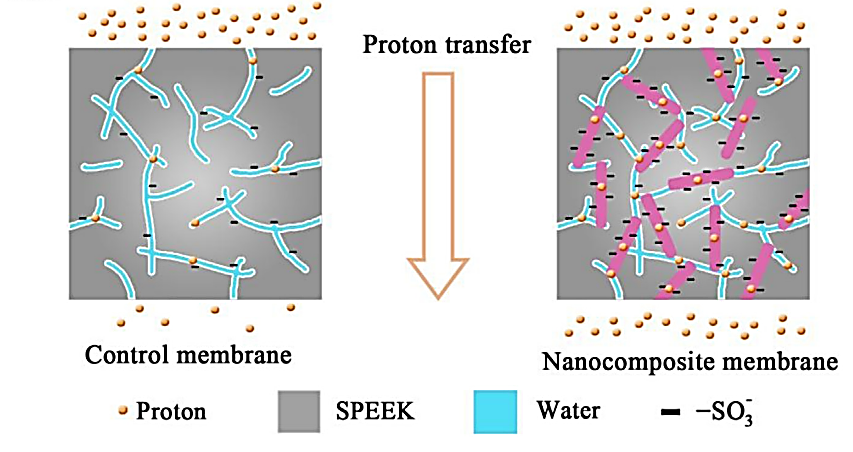 Proton transfer
Control membrane
Nanocomposite membrane
Proton
SPEEK
Water
−SO₃⁻